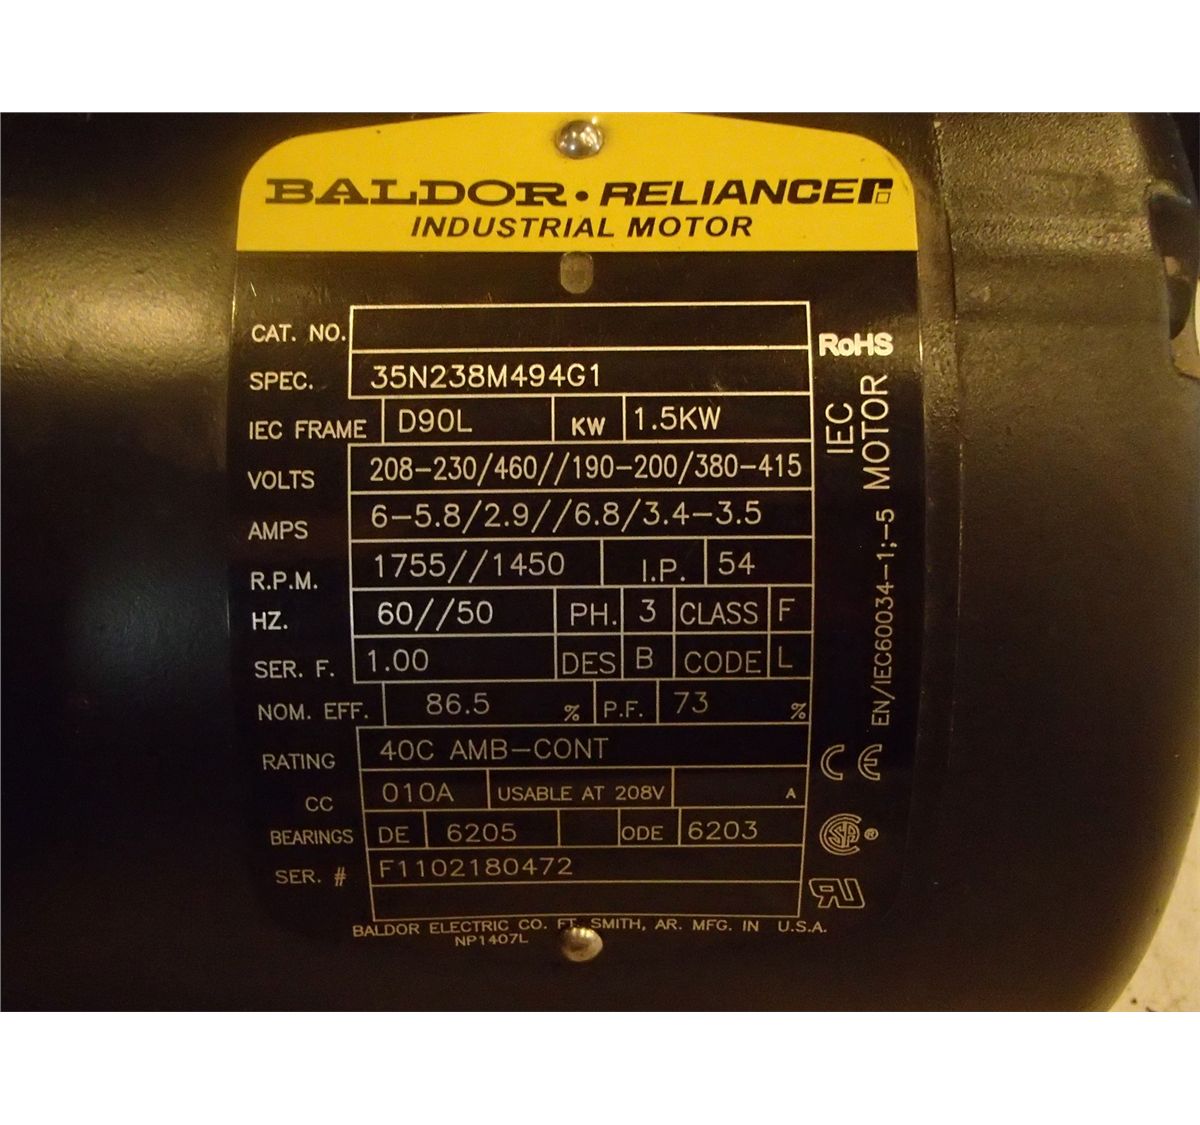 BALDOR • RELIANCER
INDUSTRIAL MOTOR
CAT. NO.
SPEC. 35N238M494G1
IEC FRAME D90L KW 1.5KW
VOLTS 208-230/460//190-200/380-415
AMPS 6-5.8/2.9//6.8/3.4-3.5
R.P.M. 1755//1450 I.P. 54
HZ. 60//50 PH. 3 CLASS F
SER. F. 1.00 DES B CODE L
NOM. EFF. 86.5 % P.F. 73 %
RATING 40C AMB-CONT
CC 010A USABLE AT 208V A
BEARINGS DE 6205 ODE 6203
SER. # F1102180472
BALDOR ELECTRIC CO. FT. SMITH, AR. MFG. IN U.S.A.
NP1407L
RoHS
IEC
MOTOR
EN/IEC60034-1;-5
CE
SA ®
RU